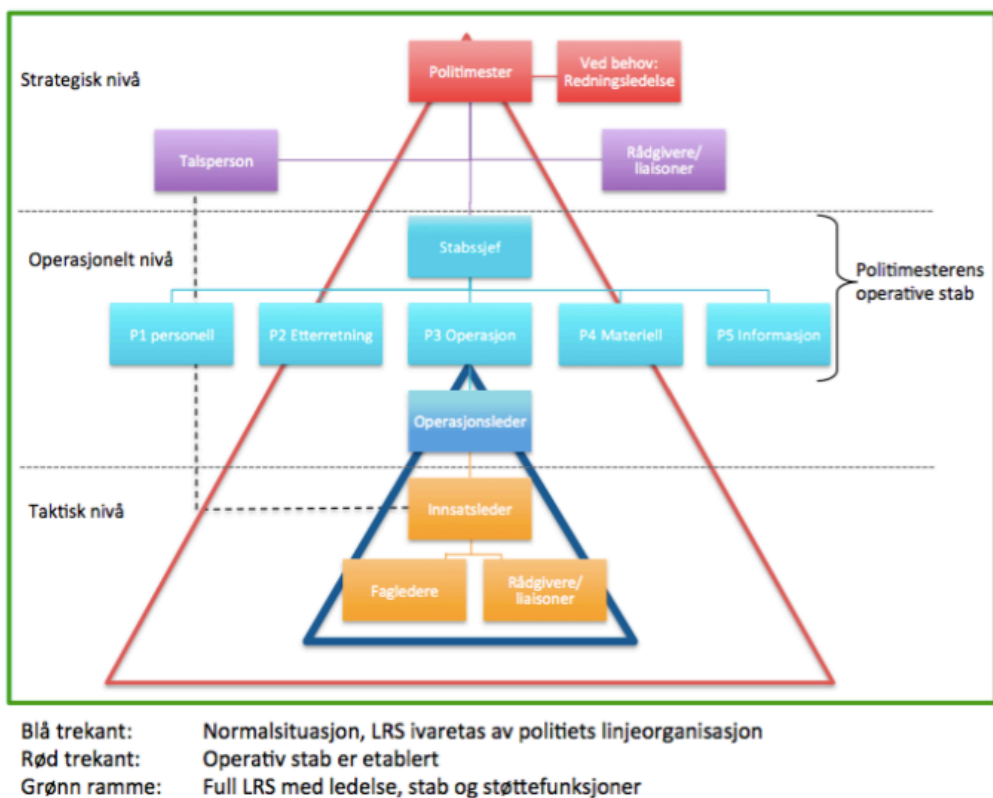 Strategisk nivå
Politimester
Ved behov:
Redningsledelse
Talsperson
Rådgivere/
liaisoner
Operasjonelt nivå
Stabssjef
Politimesterens
operative stab
P1 personell
P2 Etterretning
P3 Operasjon
P4 Materiell
P5 Informasjon
Operasjonsleder
Taktisk nivå
Innsatsleder
Fagledere
Rådgivere/
liaisoner
Blå trekant: Normalsituasjon, LRS ivaretas av politiets linjeorganisasjon
Rød trekant: Operativ stab er etablert
Grønn ramme: Full LRS med ledelse, stab og støttefunksjoner